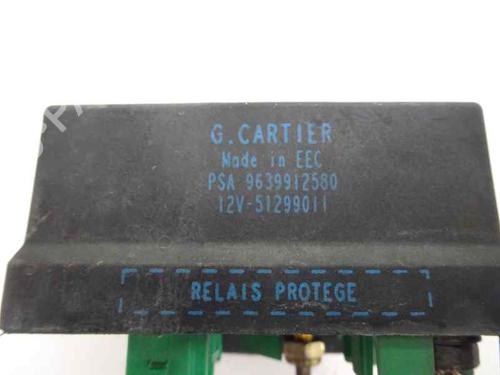 G.CARTIER
Made in EEC
PSA 9639912580
12V-51299011
RELAIS PROTEGE